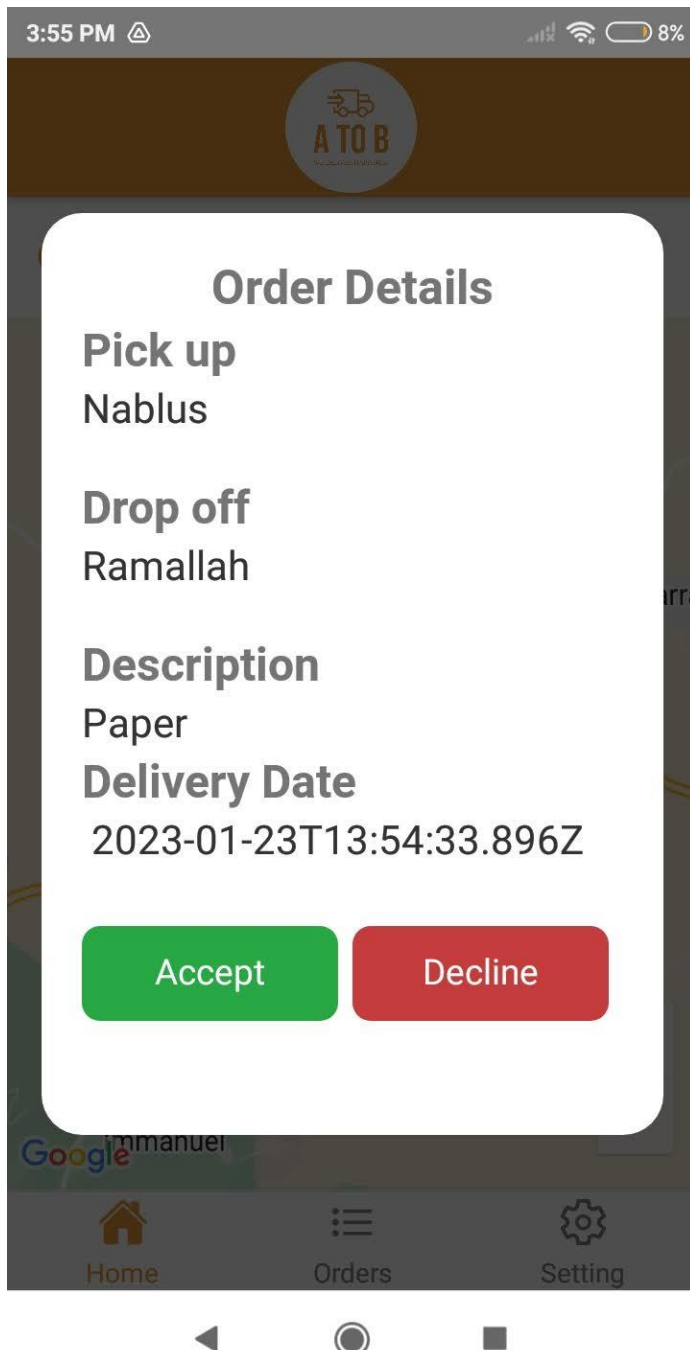 3:55 PM
8%
A TO B
Order Details
Pick up
Nablus
Drop off
Ramallah
Description
Paper
Delivery Date
2023-01-23T13:54:33.896Z
Accept
Decline
Google
Home
Orders
Setting